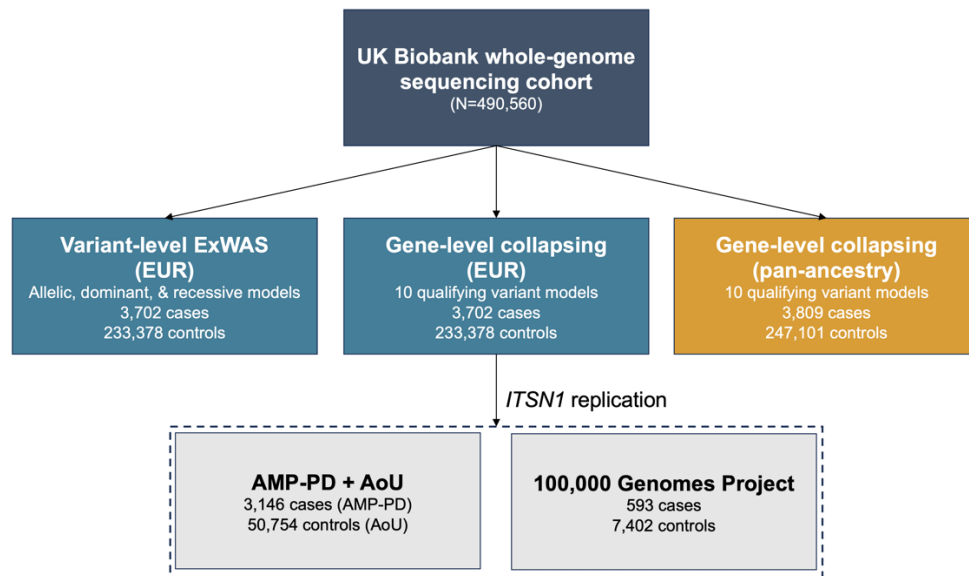 UK Biobank whole-genome
sequencing cohort
(N=490,560)
Variant-level ExWAS
(EUR)
Allelic, dominant, & recessive models
3,702 cases
233,378 controls
Gene-level collapsing
(EUR)
10 qualifying variant models
3,702 cases
233,378 controls
Gene-level collapsing
(pan-ancestry)
10 qualifying variant models
3,809 cases
247,101 controls
ITSN1 replication
AMP-PD + AoU
3,146 cases (AMP-PD)
50,754 controls (AoU)
100,000 Genomes Project
593 cases
7,402 controls